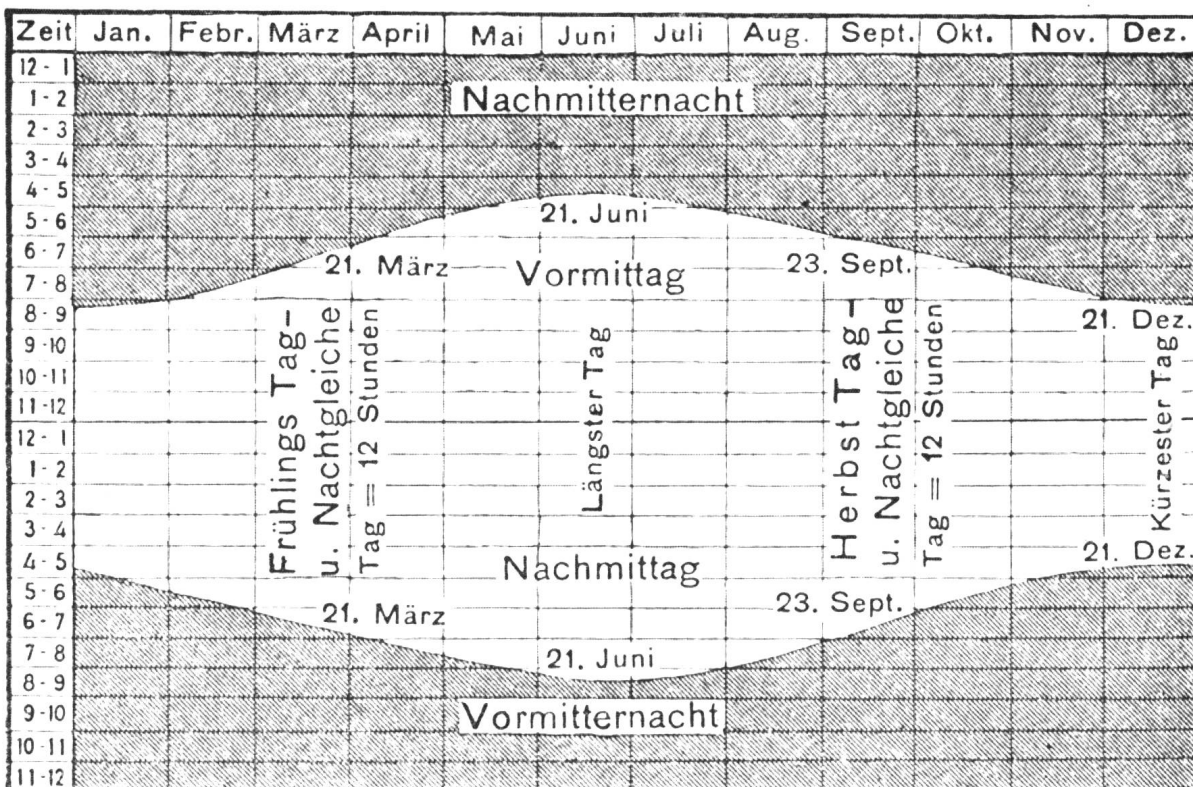 Zeit Jan. Febr. März April Mai Juni Juli Aug. Sept. Okt. Nov. Dez.
12 - 1
1 - 2
Nachmitternacht
2 - 3
3 - 4
4 - 5
5 - 6
21. Juni
6 - 7
21. März
Vormittag
23. Sept.
7 - 8
8 - 9
21. Dez.
9 - 10
10 - 11
11 - 12
Frühlings Tag-
u. Nachtgleiche
Tag = 12 Stunden
Längster Tag
Herbst Tag-
u. Nachtgleiche
Tag = 12 Stunden
Kürzester Tag
12 - 1
1 - 2
2 - 3
3 - 4
4 - 5
Nachmittag
21. Dez.
5 - 6
6 - 7
21. März
23. Sept.
7 - 8
21. Juni
8 - 9
9 - 10
Vormitternacht
10 - 11
11 - 12